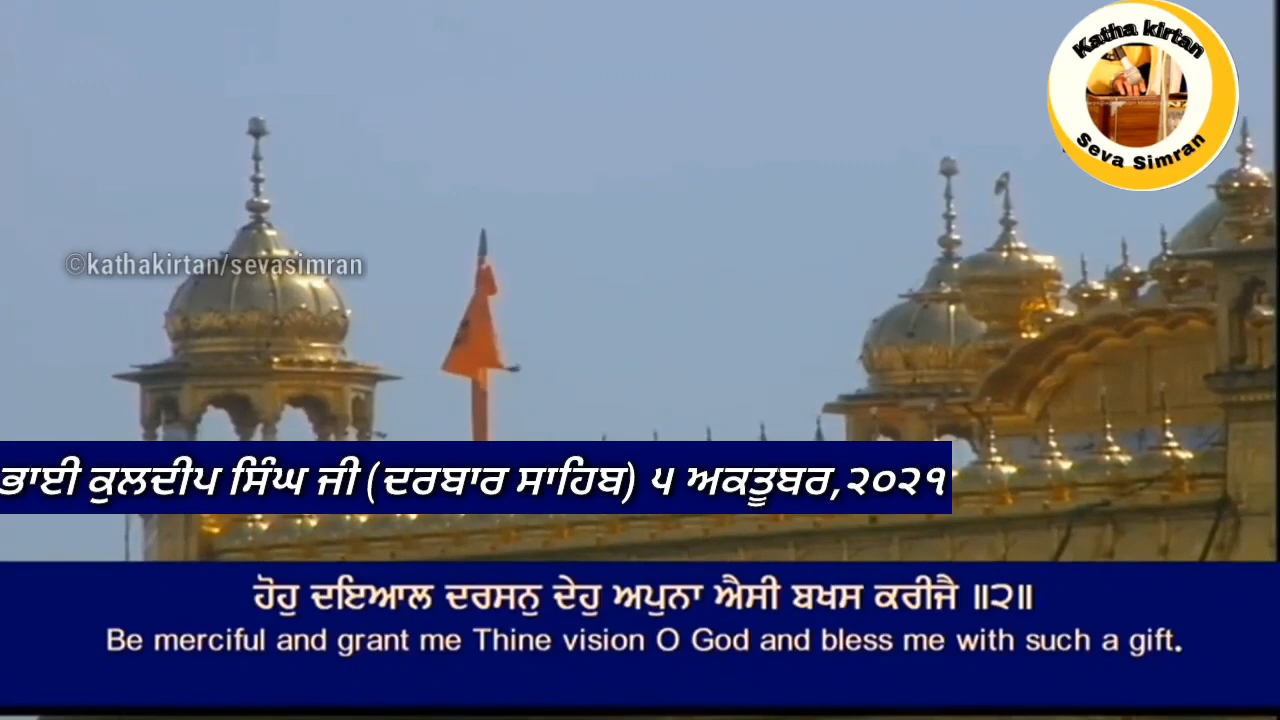 Katha kirtan
Seva Simran
©kathakirtan/sevasimran
ਭਾਈ ਕੁਲਦੀਪ ਸਿੰਘ ਜੀ (ਦਰਬਾਰ ਸਾਹਿਬ) ੫ ਅਕਤੂਬਰ,੨੦੨੧
ਹੋਹੁ ਦਇਆਲ ਦਰਸਨੁ ਦੇਹੁ ਅਪੁਨਾ ਐਸੀ ਬਖਸ ਕਰੀਜੈ ॥੨॥
Be merciful and grant me Thine vision O God and bless me with such a gift.